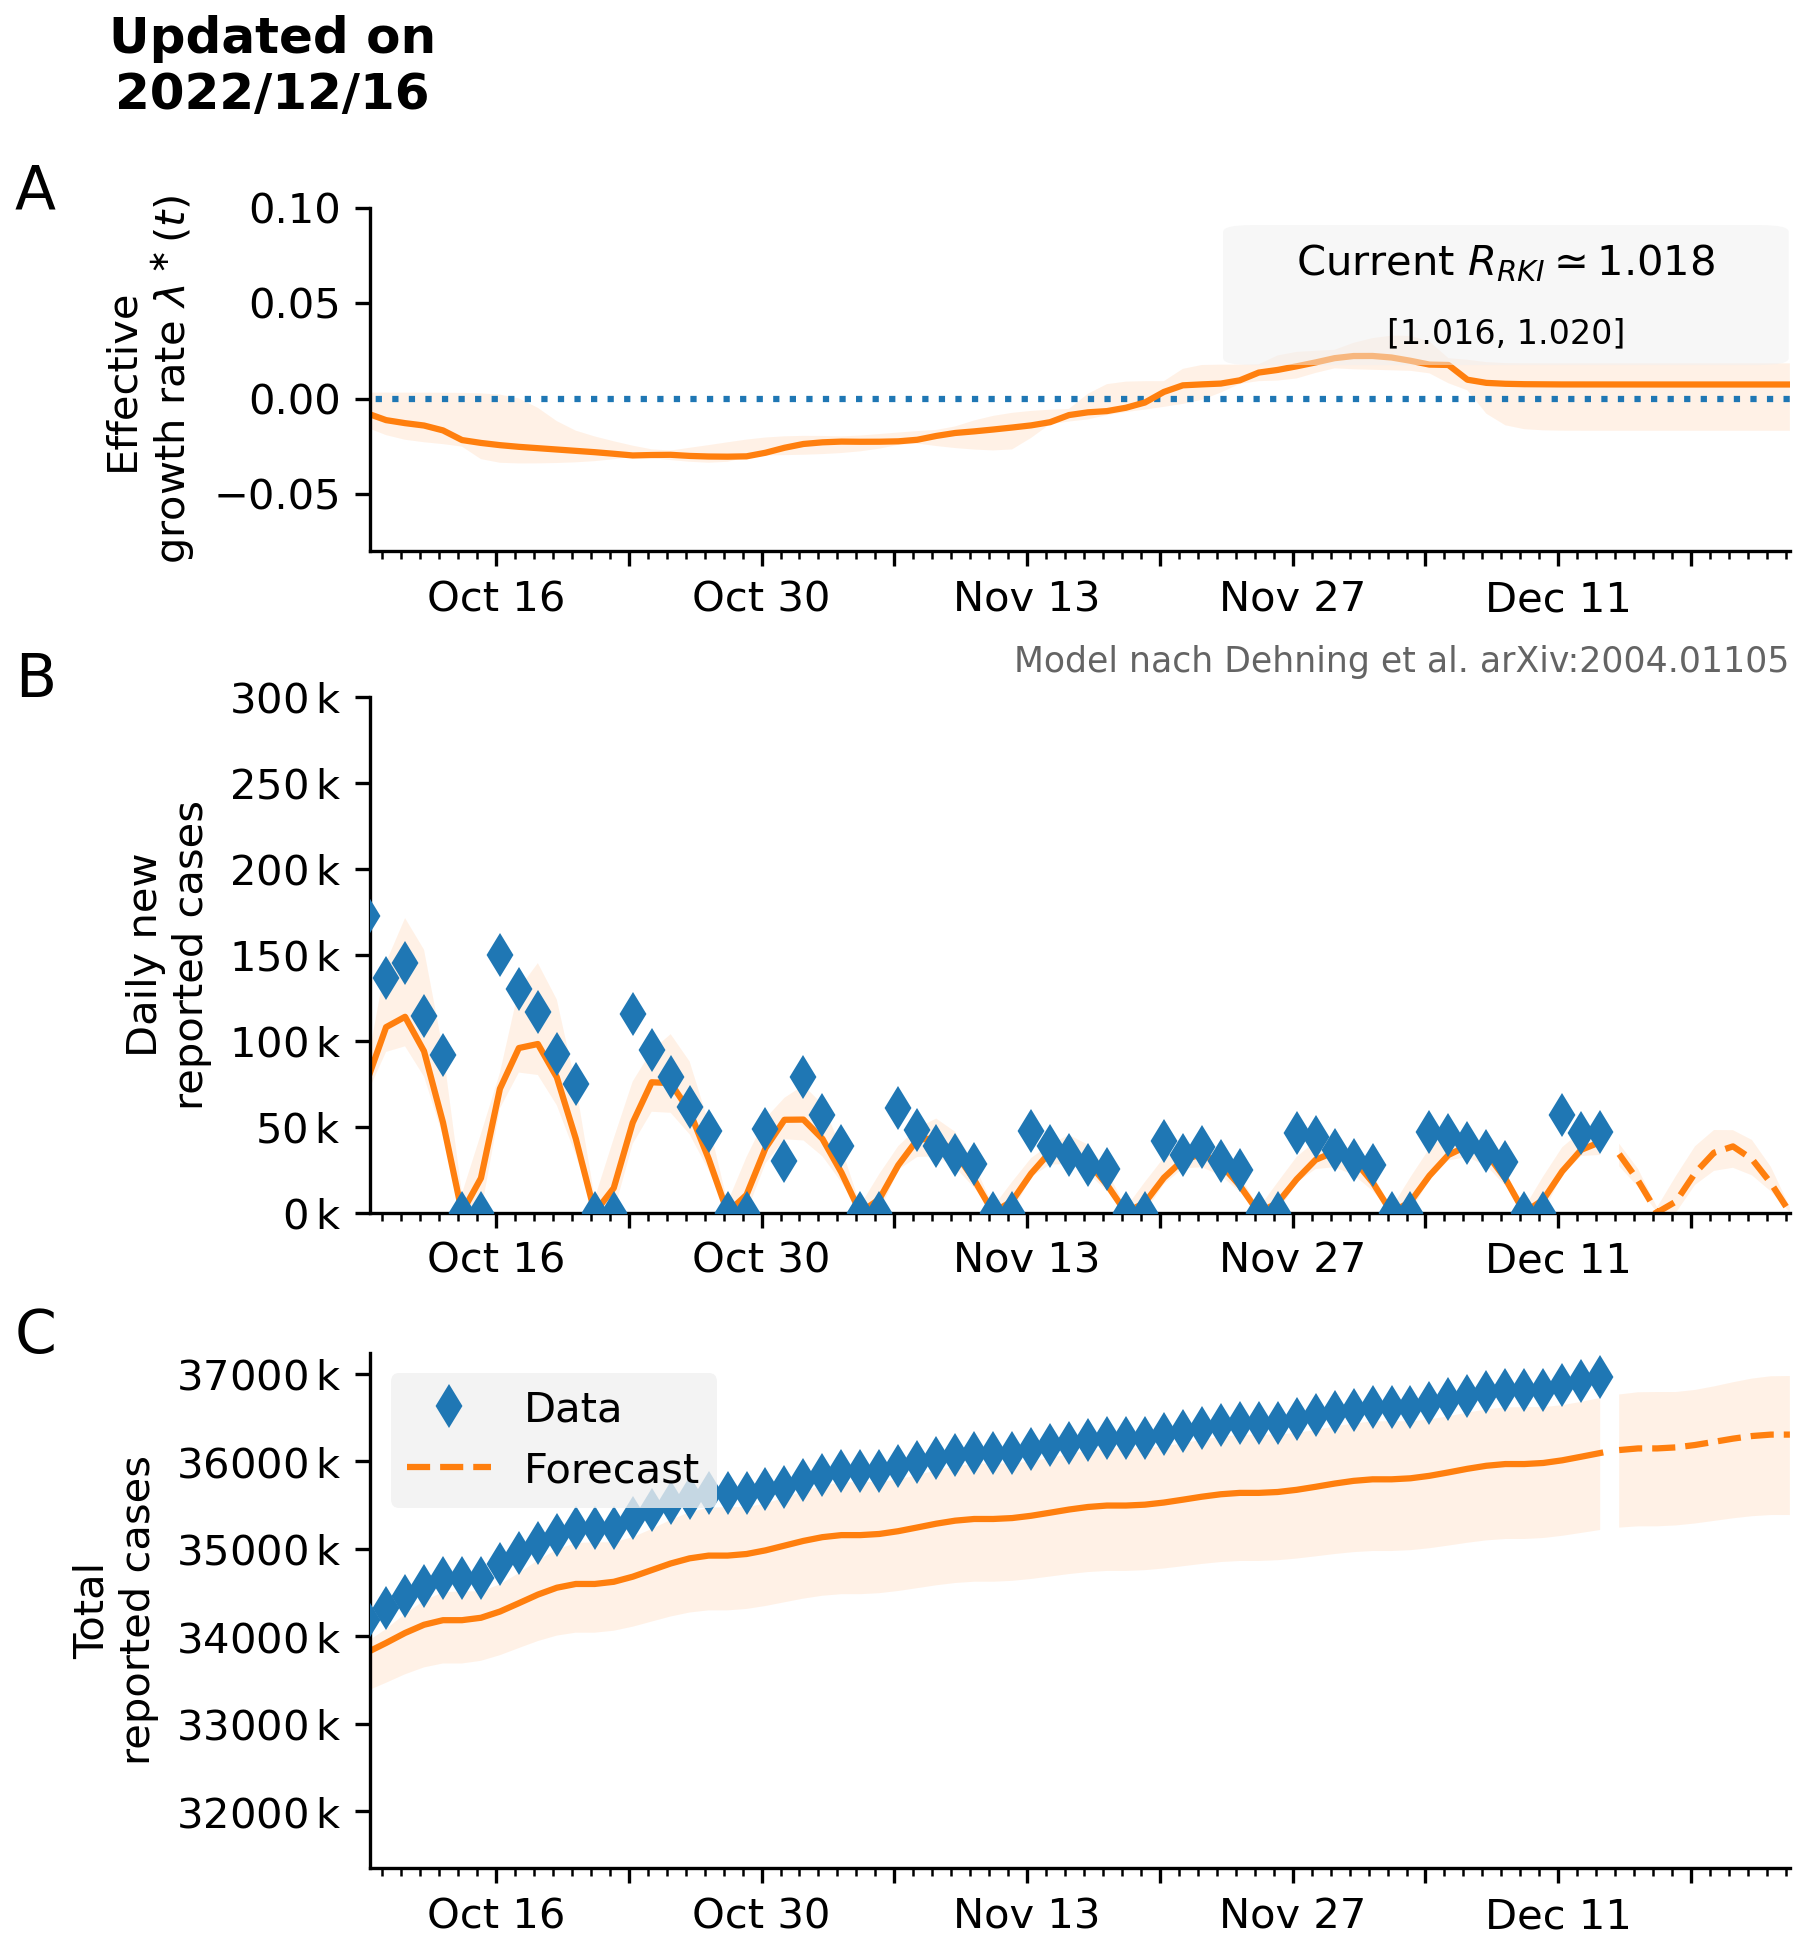 Updated on
2022/12/16
A
Effective
growth rate λ * (t)
0.10
0.05
0.00
−0.05
Current R_RKI ≃ 1.018
[1.016, 1.020]
Oct 16
Oct 30
Nov 13
Nov 27
Dec 11
Model nach Dehning et al. arXiv:2004.01105
B
Daily new
reported cases
300 k
250 k
200 k
150 k
100 k
50 k
0 k
Oct 16
Oct 30
Nov 13
Nov 27
Dec 11
C
Total
reported cases
37000 k
36000 k
35000 k
34000 k
33000 k
32000 k
Data
Forecast
Oct 16
Oct 30
Nov 13
Nov 27
Dec 11